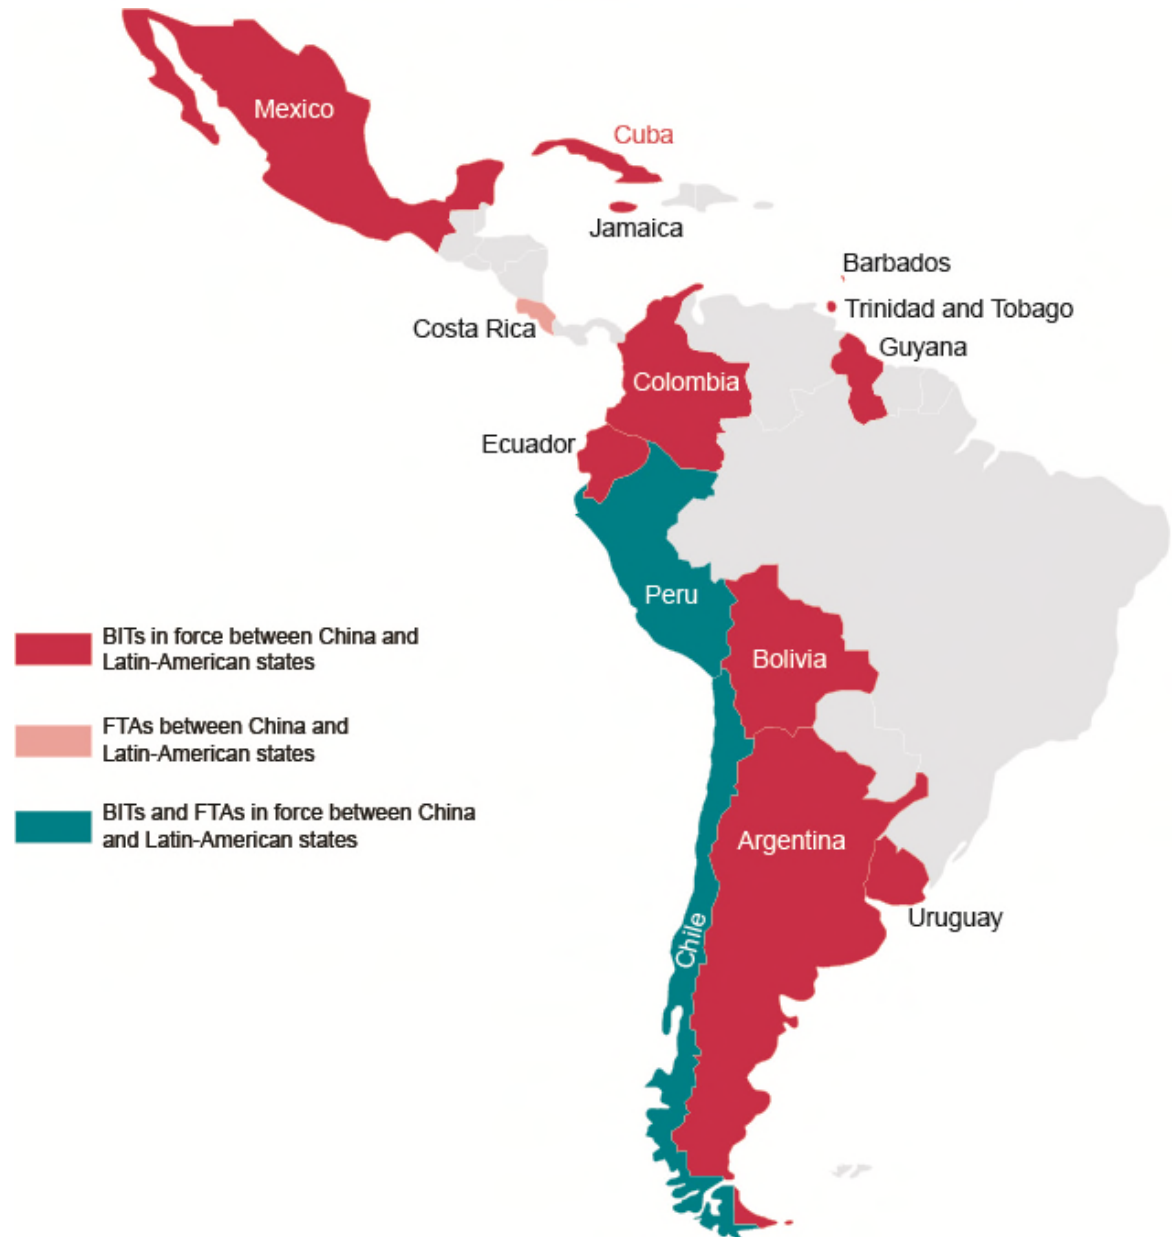 Mexico
Cuba
Jamaica
Barbados
Trinidad and Tobago
Costa Rica
Guyana
Colombia
Ecuador
Peru
BITs in force between China and
Latin-American states
Bolivia
FTAs between China and
Latin-American states
BITs and FTAs in force between China
and Latin-American states
Argentina
Uruguay
Chile